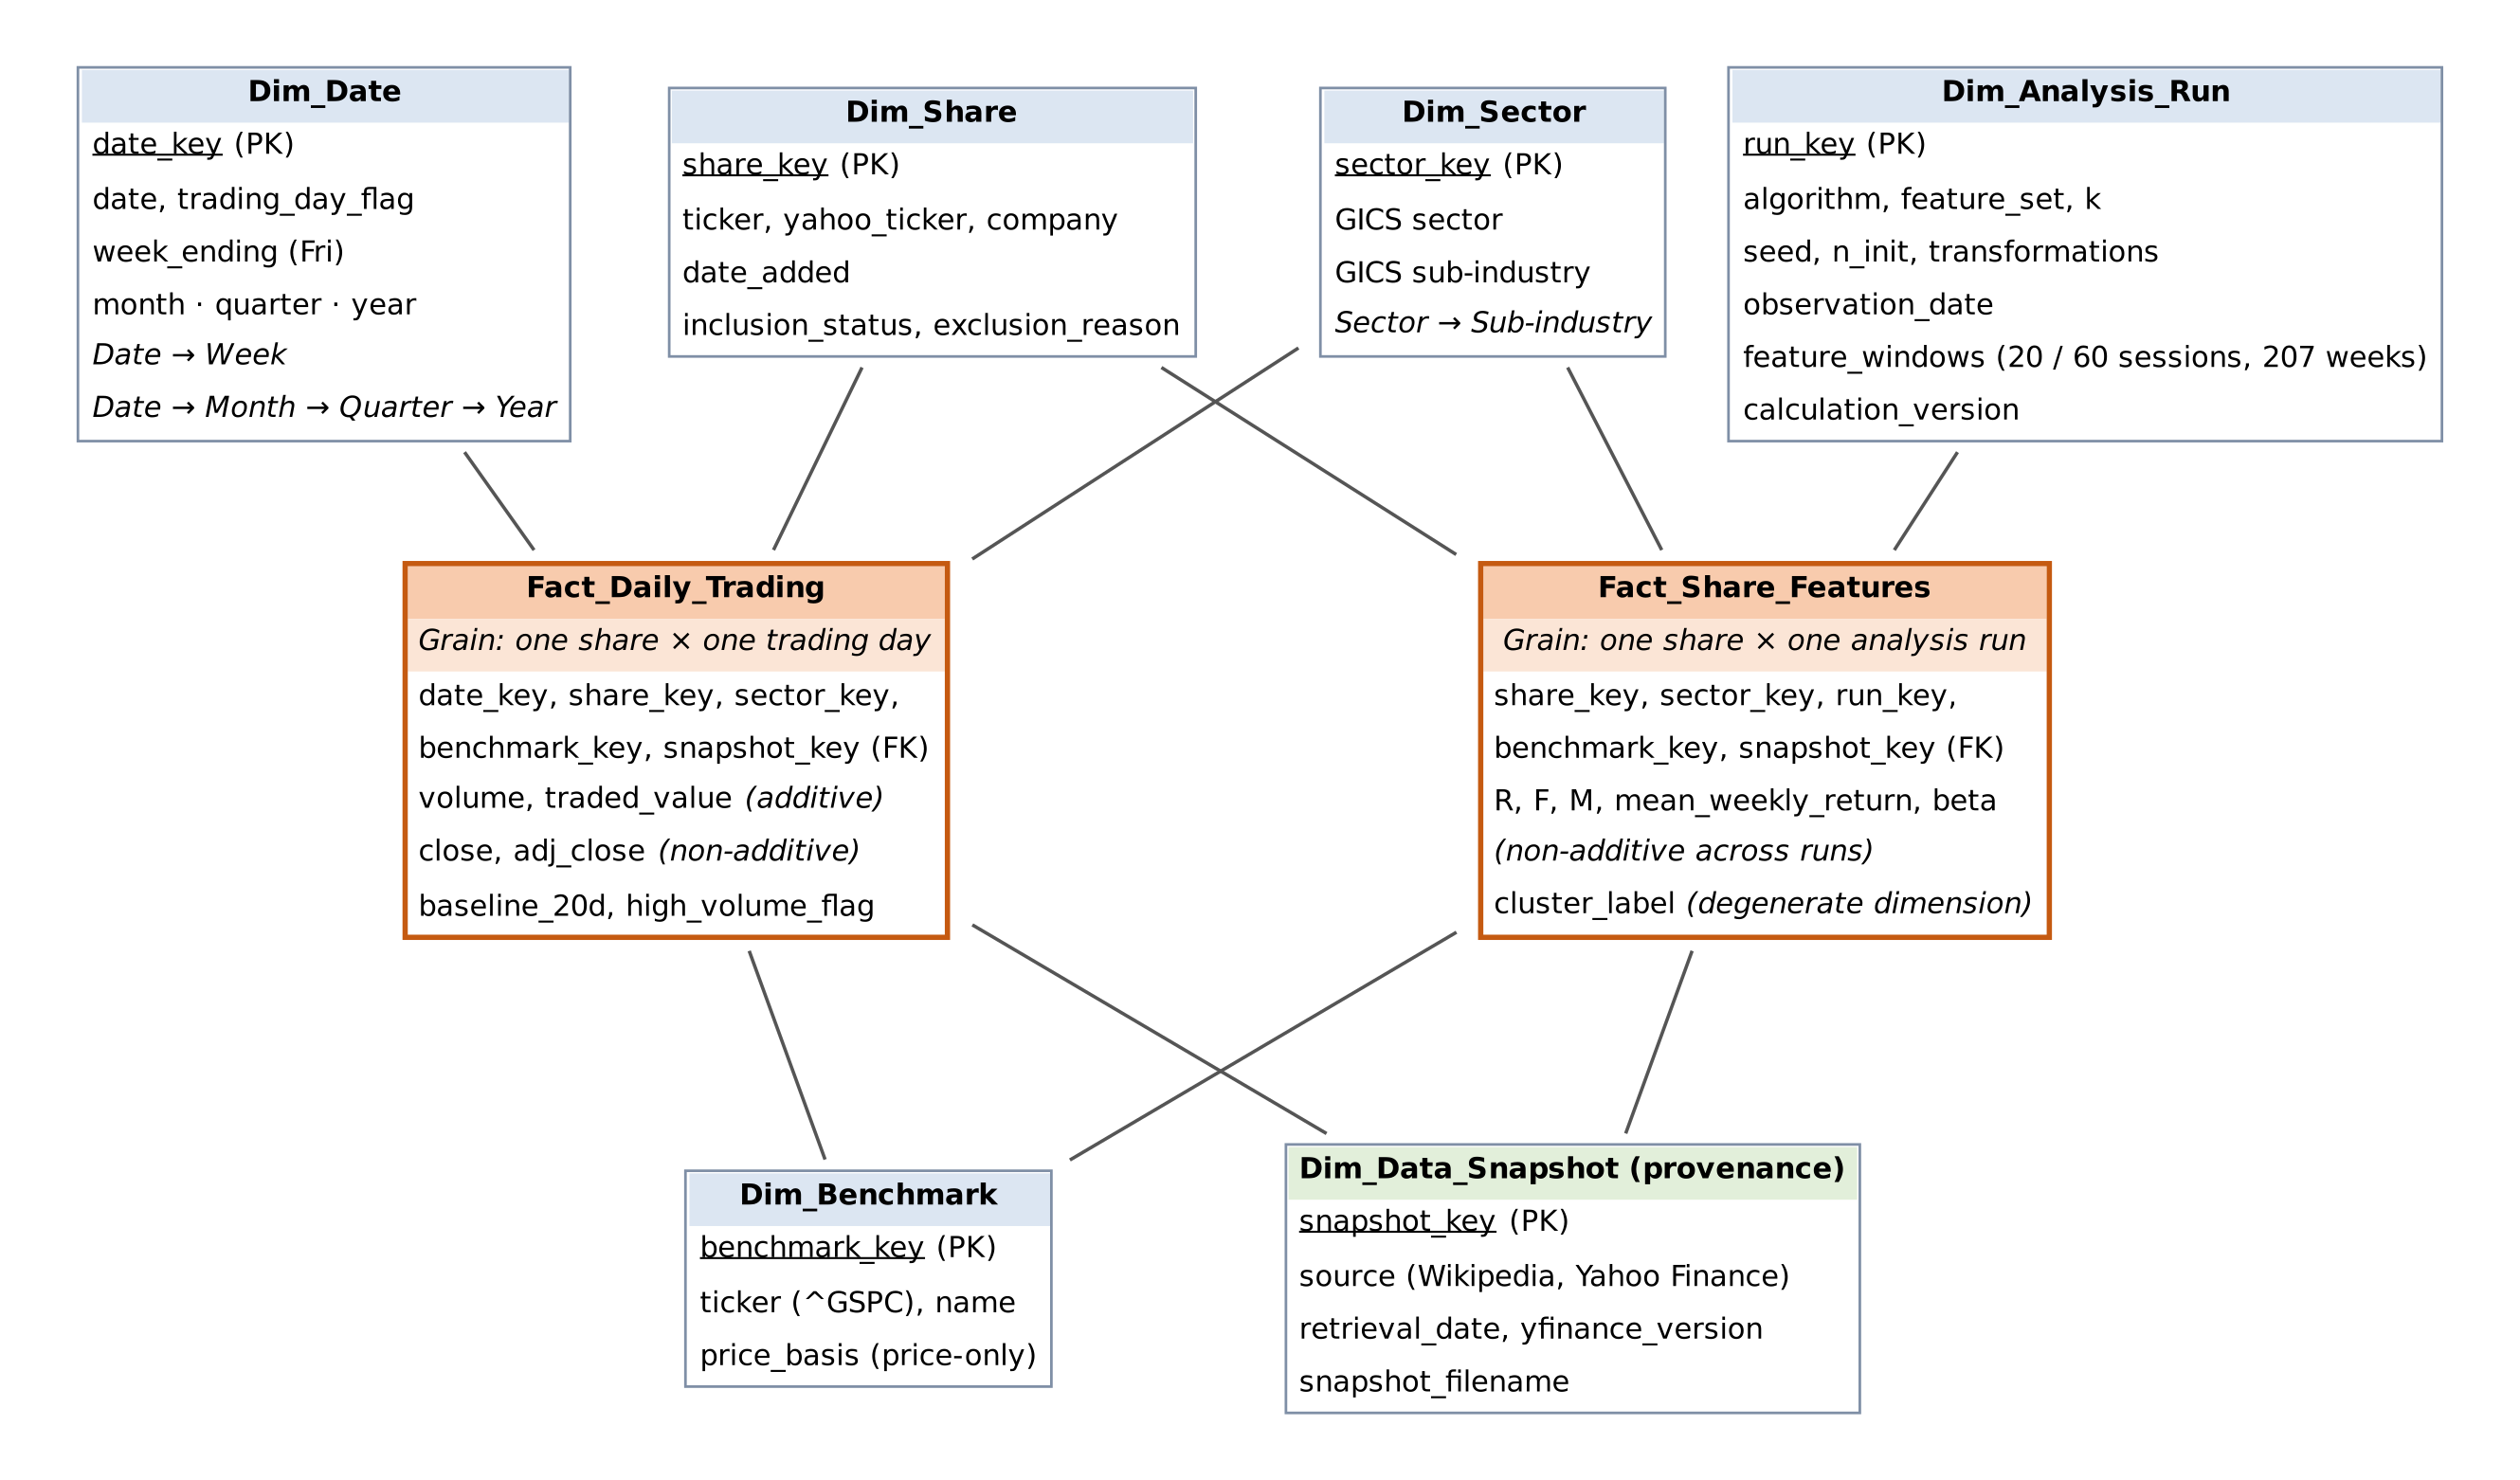 Dim_Date
date_key (PK)
date, trading_day_flag
week_ending (Fri)
month · quarter · year
Date → Week
Date → Month → Quarter → Year
Dim_Share
share_key (PK)
ticker, yahoo_ticker, company
date_added
inclusion_status, exclusion_reason
Dim_Sector
sector_key (PK)
GICS sector
GICS sub-industry
Sector → Sub-industry
Dim_Analysis_Run
run_key (PK)
algorithm, feature_set, k
seed, n_init, transformations
observation_date
feature_windows (20 / 60 sessions, 207 weeks)
calculation_version
Fact_Daily_Trading
Grain: one share × one trading day
date_key, share_key, sector_key,
benchmark_key, snapshot_key (FK)
volume, traded_value (additive)
close, adj_close (non-additive)
baseline_20d, high_volume_flag
Fact_Share_Features
Grain: one share × one analysis run
share_key, sector_key, run_key,
benchmark_key, snapshot_key (FK)
R, F, M, mean_weekly_return, beta
(non-additive across runs)
cluster_label (degenerate dimension)
Dim_Benchmark
benchmark_key (PK)
ticker (^GSPC), name
price_basis (price-only)
Dim_Data_Snapshot (provenance)
snapshot_key (PK)
source (Wikipedia, Yahoo Finance)
retrieval_date, yfinance_version
snapshot_filename